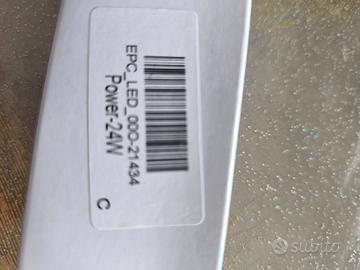 EPC_LED_000-21434
Power-24W
C
subito